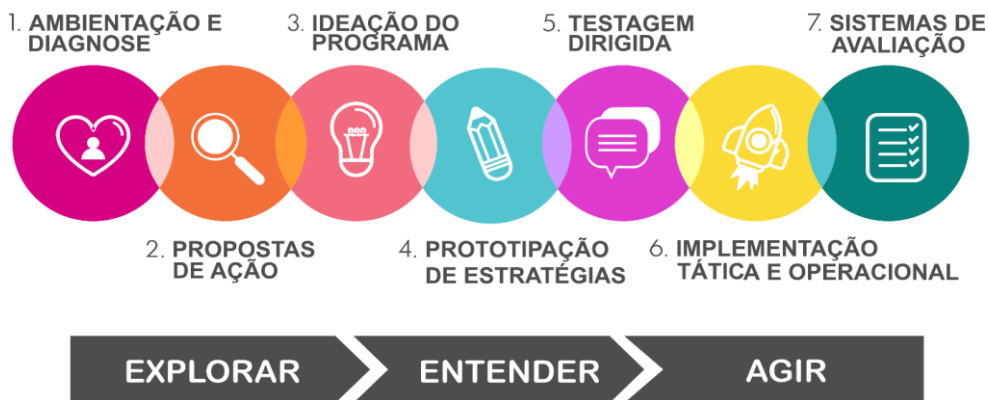 1. AMBIENTAÇÃO E
DIAGNOSE
2. PROPOSTAS
DE AÇÃO
3. IDEAÇÃO DO
PROGRAMA
4. PROTOTIPAÇÃO
DE ESTRATÉGIAS
5. TESTAGEM
DIRIGIDA
6. IMPLEMENTAÇÃO
TÁTICA E OPERACIONAL
7. SISTEMAS DE
AVALIAÇÃO
EXPLORAR
ENTENDER
AGIR